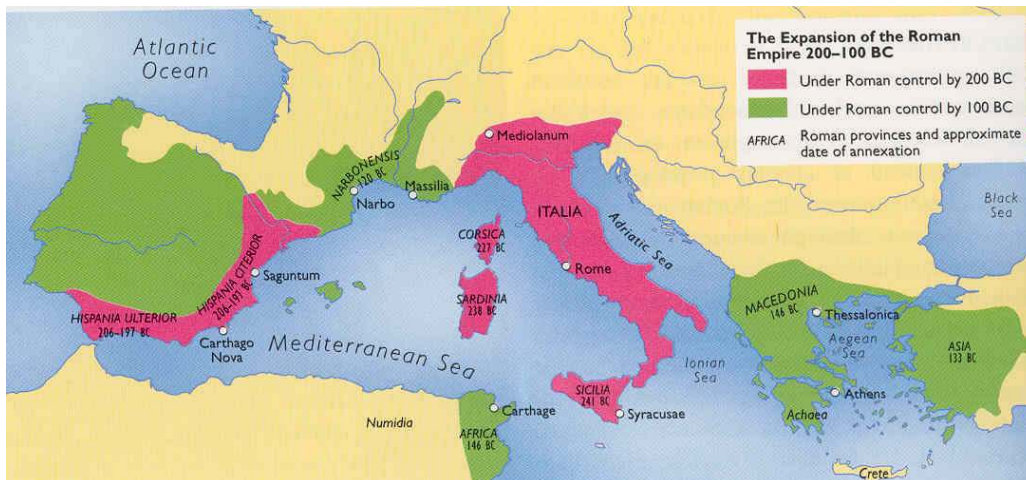 The Expansion of the Roman
Empire 200–100 BC
Under Roman control by 200 BC
Under Roman control by 100 BC
AFRICA
Roman provinces and approximate
date of annexation
Atlantic
Ocean
Mediolanum
NARBONENSIS
120 BC
Massilia
Narbo
ITALIA
Adriatic Sea
Black
Sea
CORSICA
227 BC
Rome
HISPANIA CITERIOR
206–197 BC
Saguntum
SARDINIA
238 BC
MACEDONIA
146 BC
Thessalonica
HISPANIA ULTERIOR
206–197 BC
Carthago
Nova
Mediterranean Sea
Aegean
Sea
ASIA
133 BC
Ionian
Sea
SICILIA
241 BC
Syracusae
Athens
Achaea
Numidia
Carthage
AFRICA
146 BC
Crete